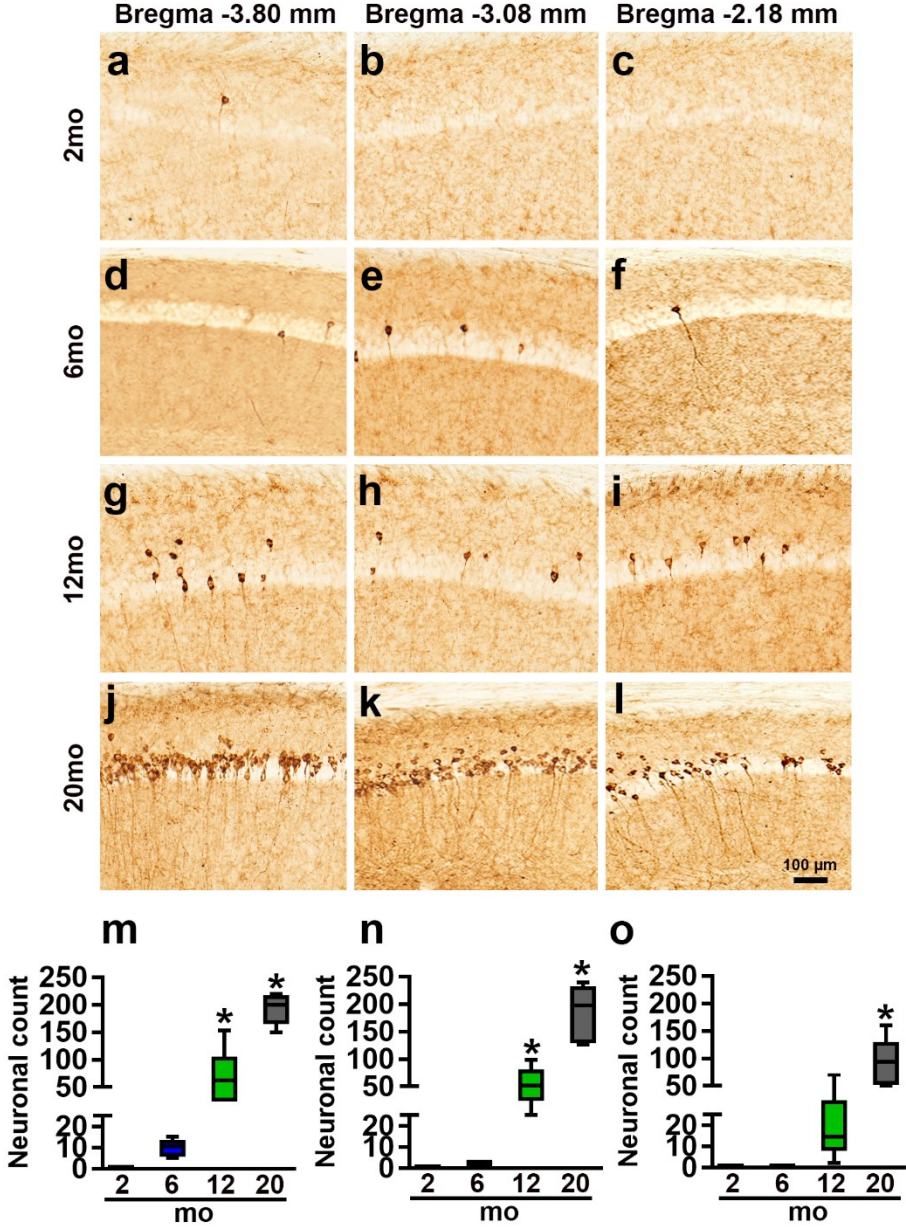 Bregma -3.80 mm Bregma -3.08 mm Bregma -2.18 mm
a b c
2mo
d e f
6mo
g h i
12mo
j k l
20mo
100 µm
m n o
Neuronal count 250 200 150 100 50 20 10 0 * *
2 6 12 20
mo
Neuronal count 250 200 150 100 50 20 10 0 * *
2 6 12 20
mo
Neuronal count 250 200 150 100 50 20 10 0 *
2 6 12 20
mo